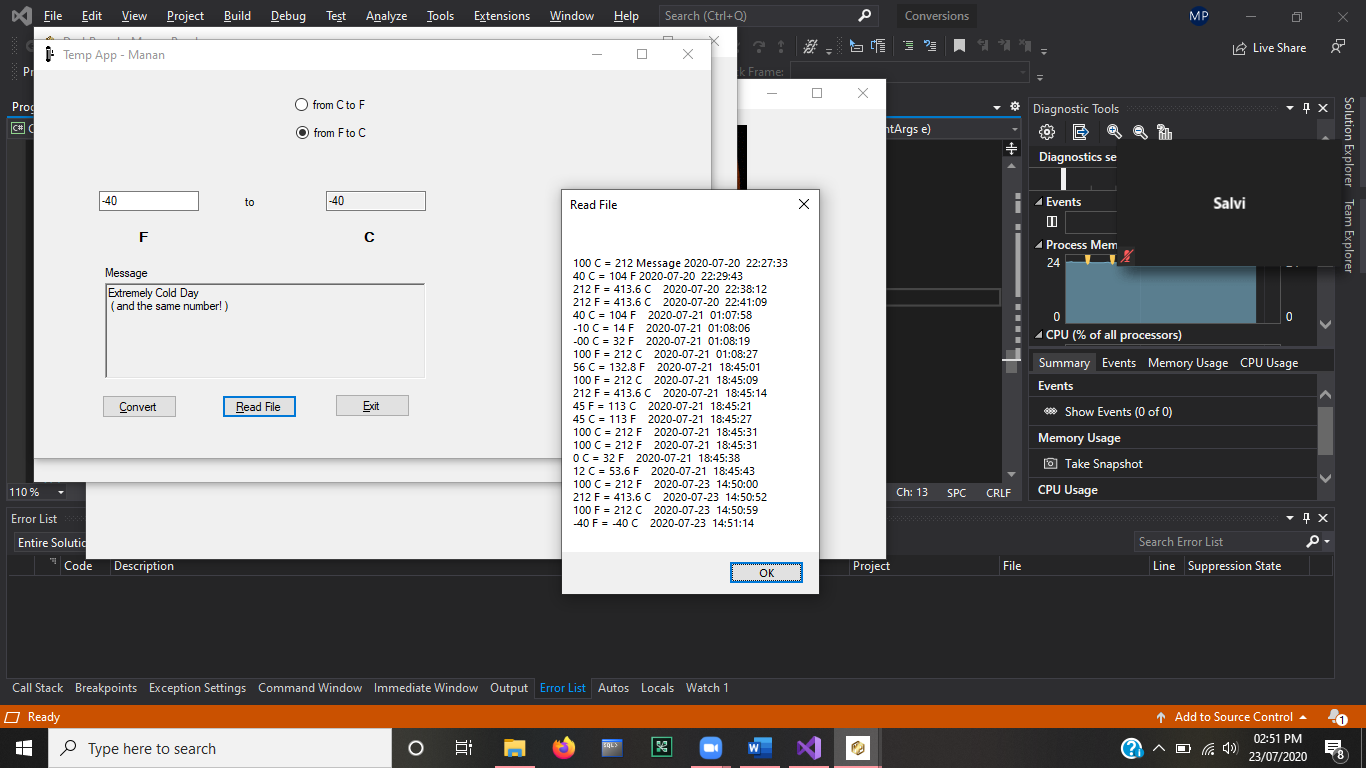 File Edit View Project Build Debug Test Analyze Tools Extensions Window Help Search (Ctrl+Q) Conversions MP
Live Share
Temp App - Manan
Frame:
from C to F
from F to C
ntArgs e)
-40 to -40
F C
Message
Extremely Cold Day
( and the same number! )
Convert Read File Exit
Read File
100 C = 212 Message 2020-07-20 22:27:33
40 C = 104 F 2020-07-20 22:29:43
212 F = 413.6 C 2020-07-20 22:38:12
212 F = 413.6 C 2020-07-20 22:41:09
40 C = 104 F 2020-07-21 01:07:58
-10 C = 14 F 2020-07-21 01:08:06
-00 C = 32 F 2020-07-21 01:08:19
100 F = 212 C 2020-07-21 01:08:27
56 C = 132.8 F 2020-07-21 18:45:01
100 F = 212 C 2020-07-21 18:45:09
212 F = 413.6 C 2020-07-21 18:45:14
45 F = 113 C 2020-07-21 18:45:21
45 C = 113 F 2020-07-21 18:45:27
100 C = 212 F 2020-07-21 18:45:31
100 C = 212 F 2020-07-21 18:45:31
0 C = 32 F 2020-07-21 18:45:38
12 C = 53.6 F 2020-07-21 18:45:43
100 C = 212 F 2020-07-23 14:50:00
212 F = 413.6 C 2020-07-23 14:50:52
100 F = 212 C 2020-07-23 14:50:59
-40 F = -40 C 2020-07-23 14:51:14
OK
Diagnostic Tools
Diagnostics se
Events
Process Mem
24
0 0
CPU (% of all processors)
Summary Events Memory Usage CPU Usage
Events
Show Events (0 of 0)
Memory Usage
Take Snapshot
CPU Usage
Salvi
Solution Explorer
Team Explorer
110 % Ch: 13 SPC CRLF
Error List
Entire Solutio Search Error List
Code Description Project File Line Suppression State
Call Stack Breakpoints Exception Settings Command Window Immediate Window Output Error List Autos Locals Watch 1
Ready Add to Source Control 1
Type here to search 02:51 PM
23/07/2020 8